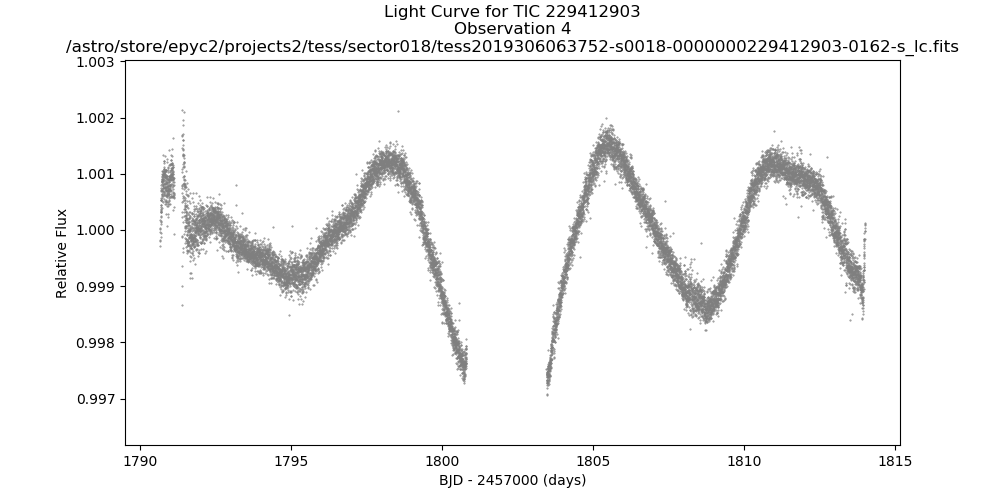 Light Curve for TIC 229412903
Observation 4
/astro/store/epyc2/projects2/tess/sector018/tess2019306063752-s0018-0000000229412903-0162-s_lc.fits
1.003
1.002
1.001
1.000
0.999
0.998
0.997
Relative Flux
1790 1795 1800 1805 1810 1815
BJD - 2457000 (days)